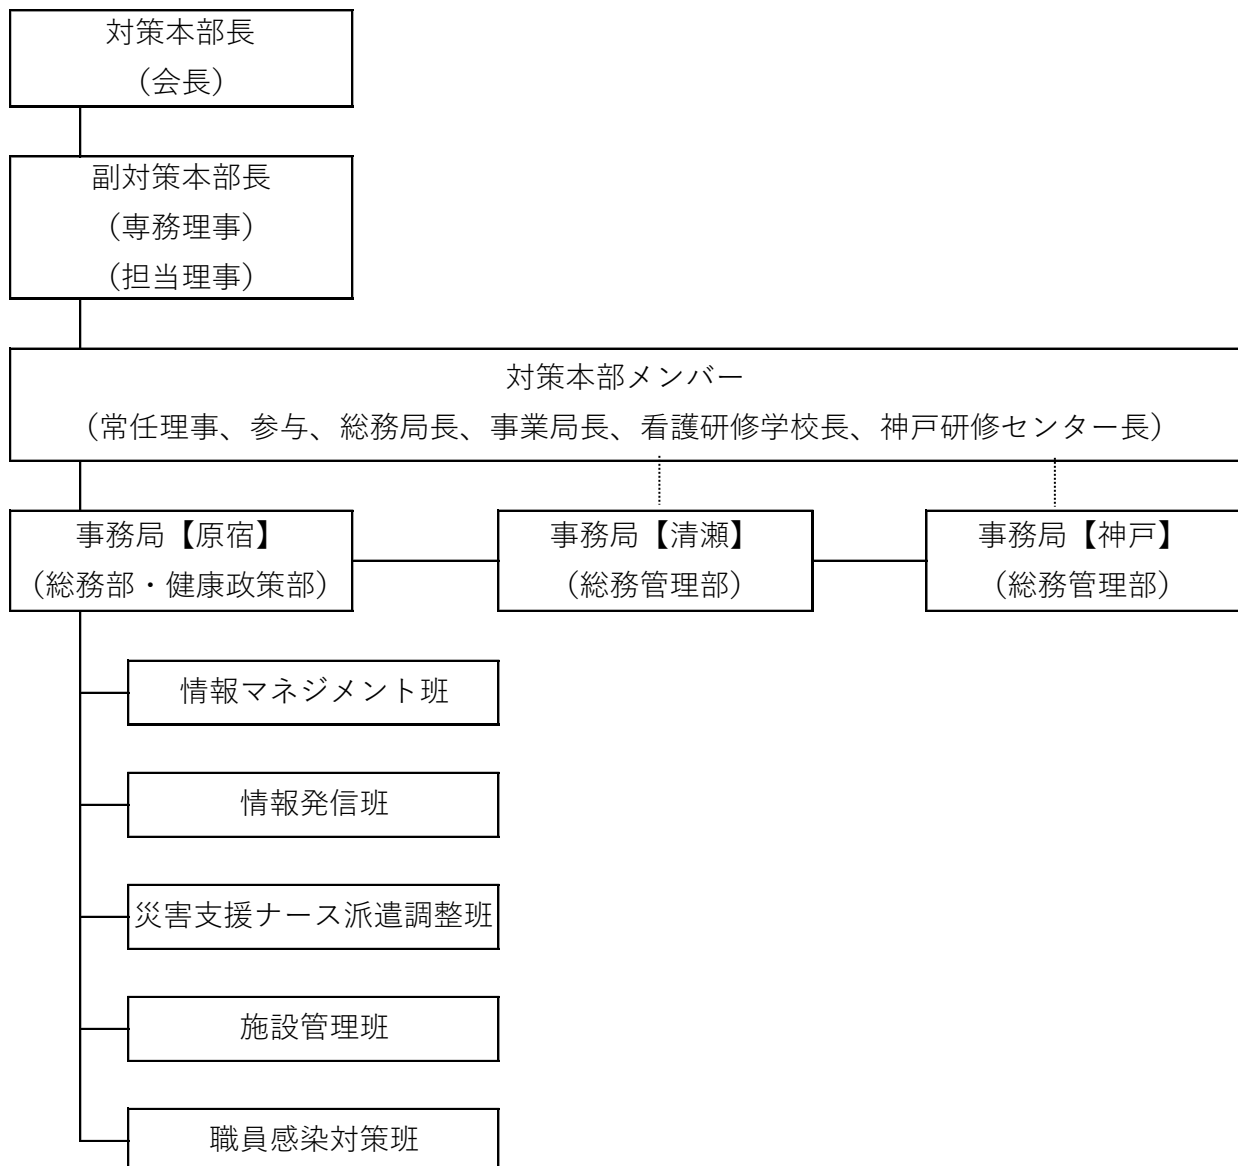 対策本部長
（会長）
副対策本部長
（専務理事）
（担当理事）
対策本部メンバー
（常任理事、参与、総務局長、事業局長、看護研修学校長、神戸研修センター長）
事務局【原宿】
（総務部・健康政策部）
事務局【清瀬】
（総務管理部）
事務局【神戸】
（総務管理部）
情報マネジメント班
情報発信班
災害支援ナース派遣調整班
施設管理班
職員感染対策班